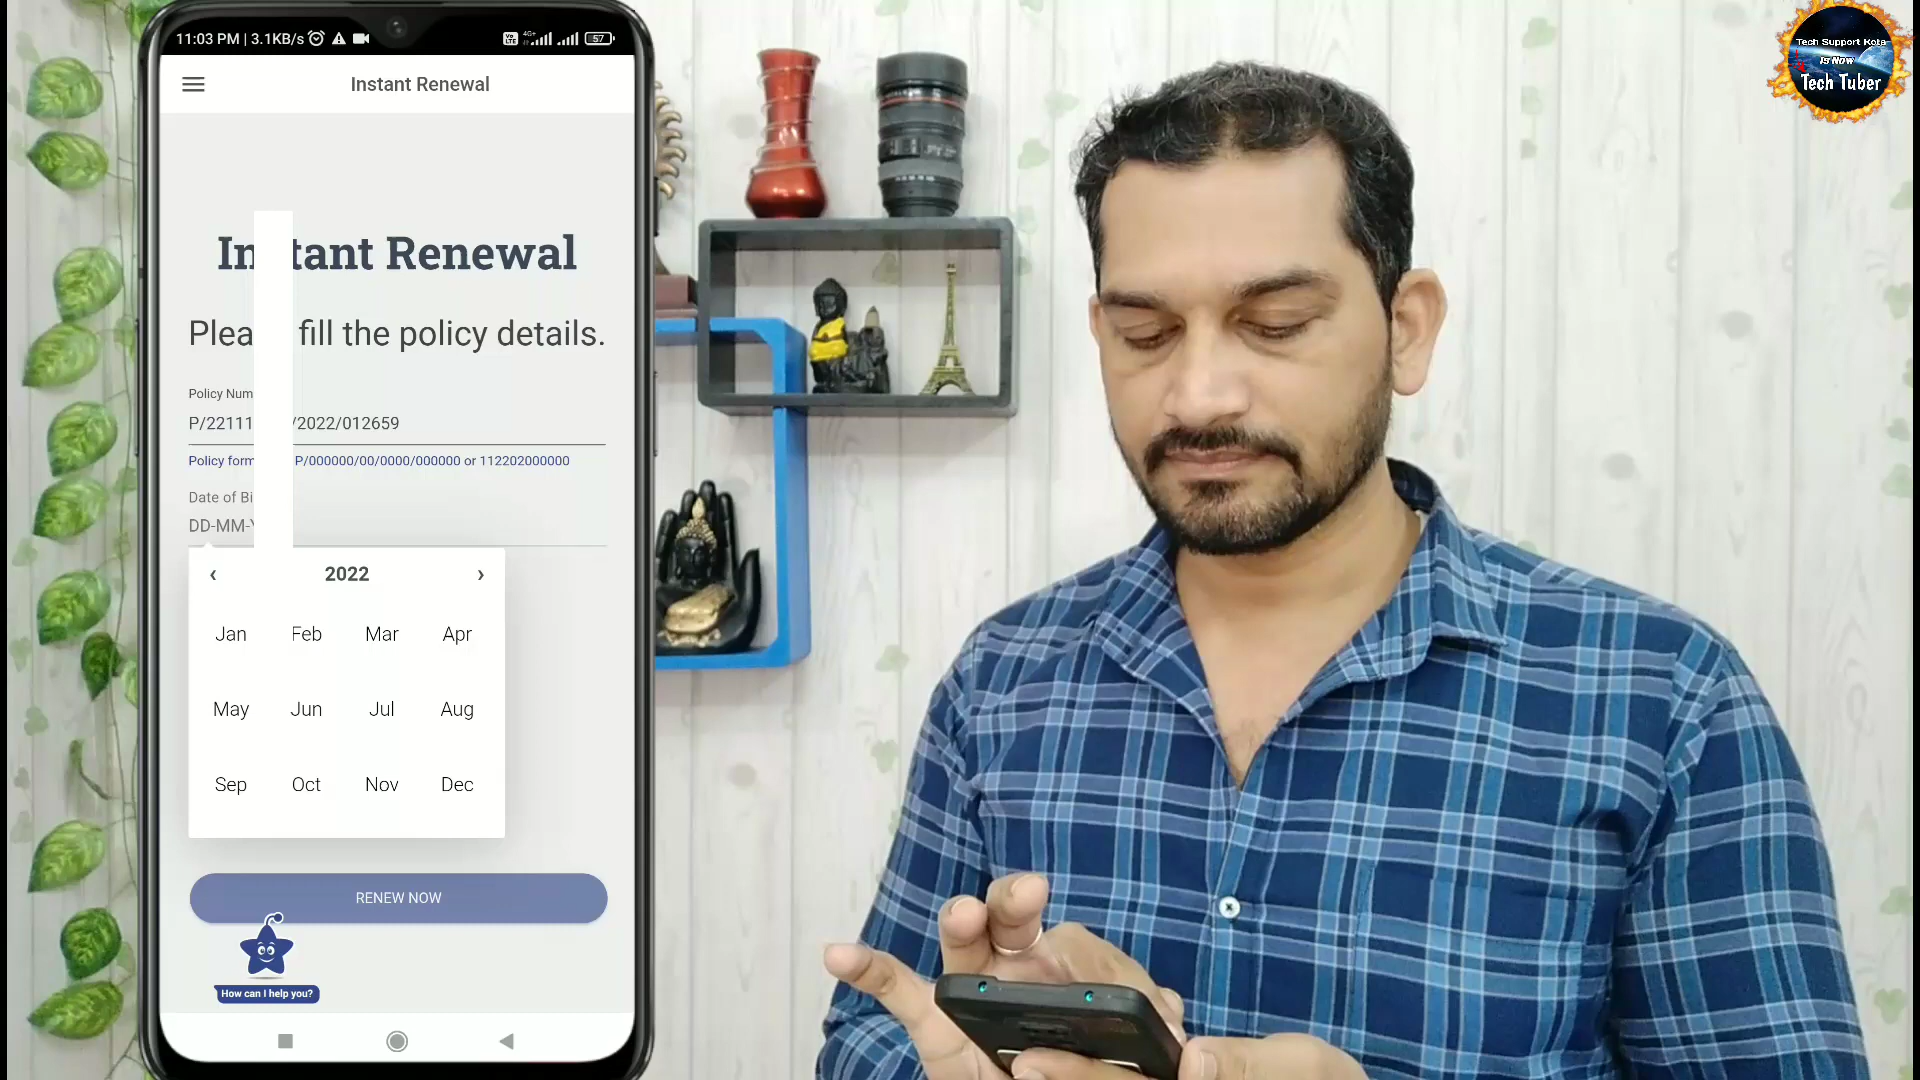 11:03 PM | 3.1KB/s
4G+
Vo LTE
57
Instant Renewal
In tant Renewal
Plea fill the policy details.
Policy Num
P/22111 /2022/012659
Policy form P/000000/00/0000/000000 or 112202000000
Date of Bi
DD-MM-Y
‹ 2022 ›
Jan Feb Mar Apr
May Jun Jul Aug
Sep Oct Nov Dec
RENEW NOW
How can I help you?
Tech Support Kota
is Now
Tech Tuber